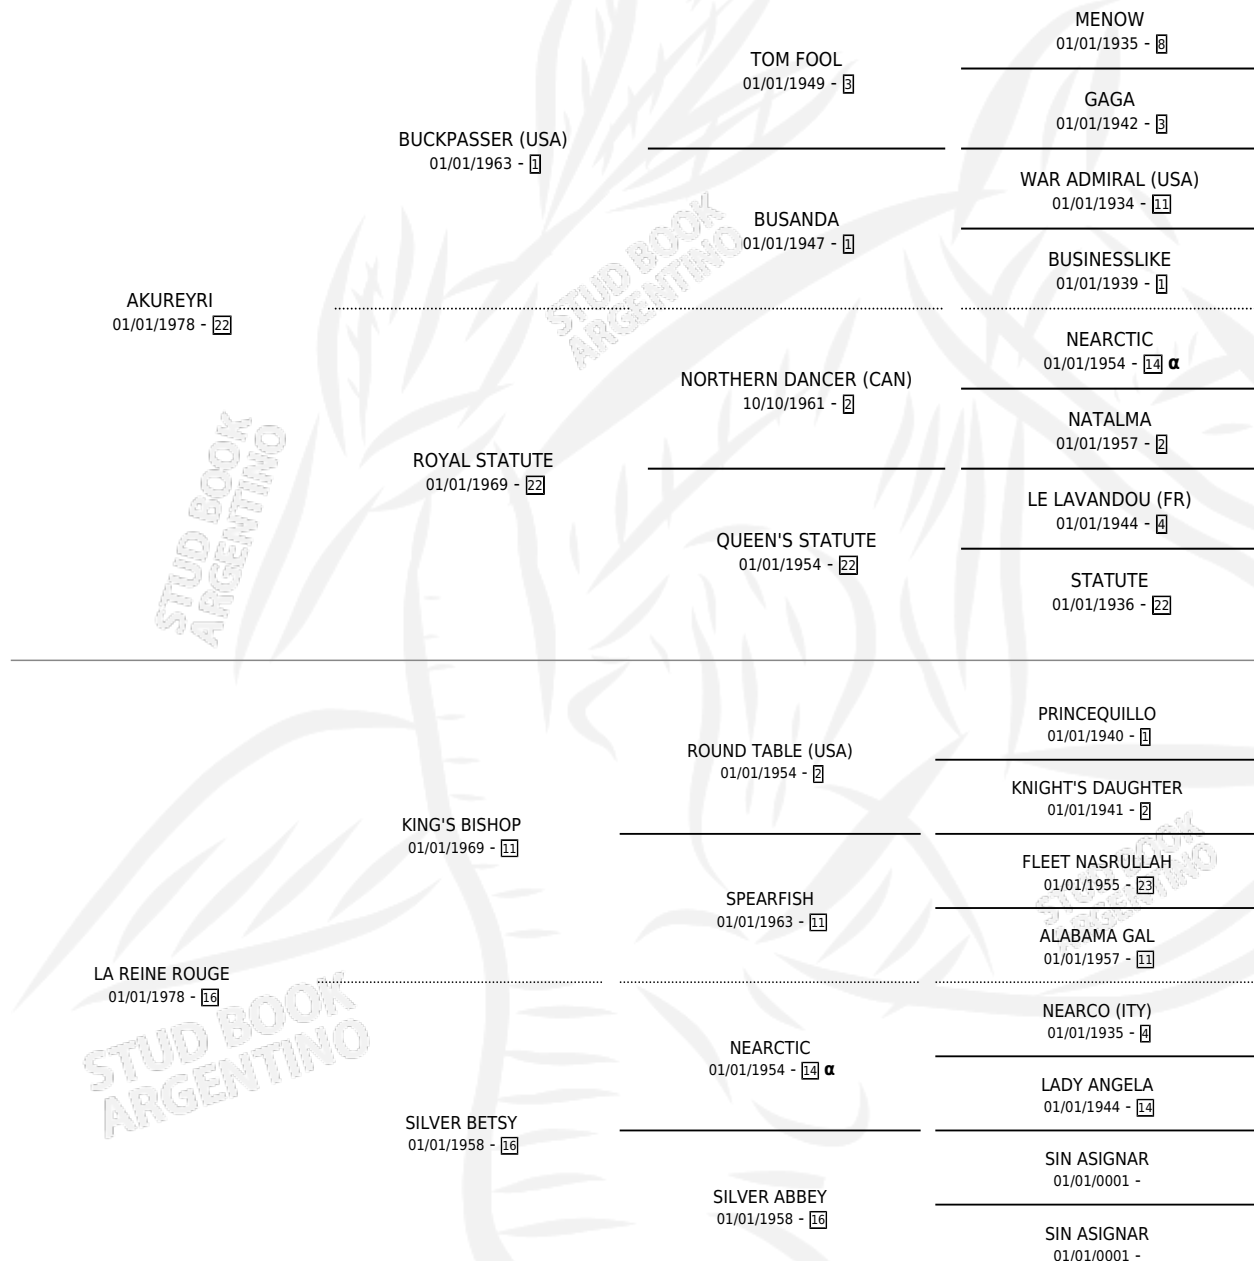 MENOW
01/01/1935 - 8
TOM FOOL
01/01/1949 - 3
GAGA
01/01/1942 - 3
BUCKPASSER (USA)
01/01/1963 - 1
WAR ADMIRAL (USA)
01/01/1934 - 11
BUSANDA
01/01/1947 - 1
BUSINESSLIKE
01/01/1939 - 1
AKUREYRI
01/01/1978 - 22
NEARCTIC
01/01/1954 - 14 α
NORTHERN DANCER (CAN)
10/10/1961 - 2
NATALMA
01/01/1957 - 2
ROYAL STATUTE
01/01/1969 - 22
LE LAVANDOU (FR)
01/01/1944 - 4
QUEEN'S STATUTE
01/01/1954 - 22
STATUTE
01/01/1936 - 22
PRINCEQUILLO
01/01/1940 - 1
ROUND TABLE (USA)
01/01/1954 - 2
KNIGHT'S DAUGHTER
01/01/1941 - 2
KING'S BISHOP
01/01/1969 - 11
FLEET NASRULLAH
01/01/1955 - 23
SPEARFISH
01/01/1963 - 11
ALABAMA GAL
01/01/1957 - 11
LA REINE ROUGE
01/01/1978 - 16
NEARCO (ITY)
01/01/1935 - 4
NEARCTIC
01/01/1954 - 14 α
LADY ANGELA
01/01/1944 - 14
SILVER BETSY
01/01/1958 - 16
SIN ASIGNAR
01/01/0001 -
SILVER ABBEY
01/01/1958 - 16
SIN ASIGNAR
01/01/0001 -
STUD BOOK
ARGENTINO
STUD BOOK
ARGENTINO
STUD BOOK
ARGENTINO
STUD BOOK
ARGENTINO